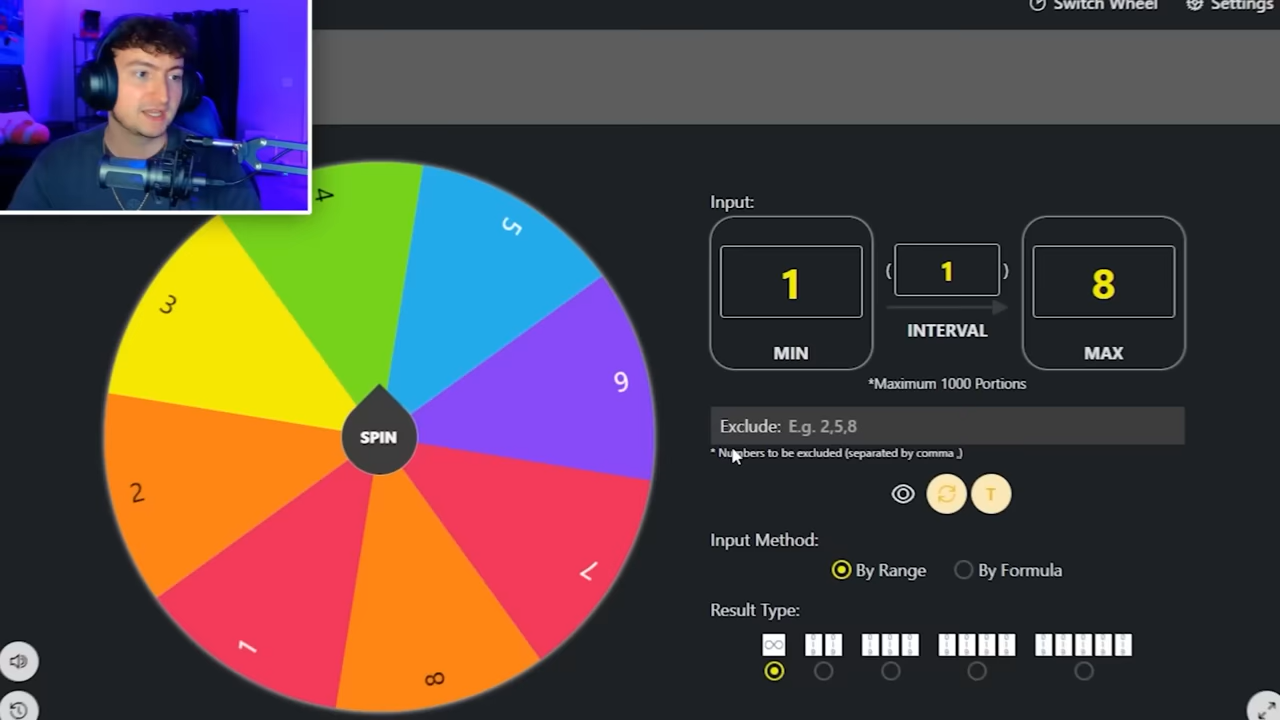 Switch Wheel
Settings
4
5
3
6
SPIN
2
7
1
8
Input:
1
( 1 )
8
INTERVAL
MIN
MAX
*Maximum 1000 Portions
Exclude: E.g. 2,5,8
* Numbers to be excluded (separated by comma ,)
T
Input Method:
By Range
By Formula
Result Type: